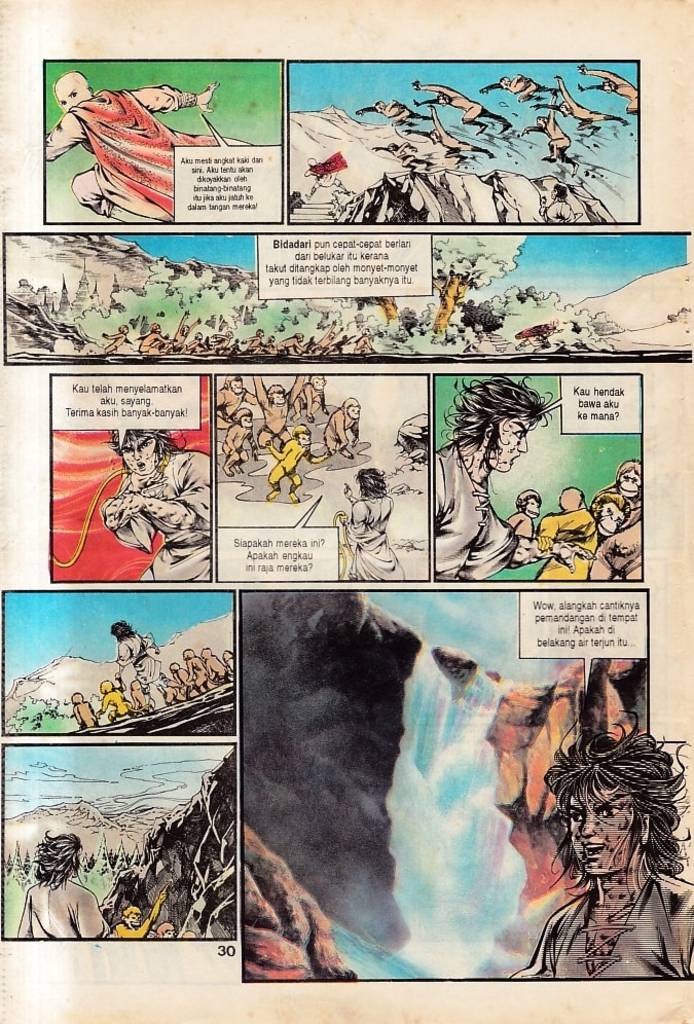 Aku mesti angkat kaki dari
sini. Aku tentu akan
dikoyakkan oleh
binatang-binatang
itu jika aku jatuh ke
dalam tangan mereka!
Bidadari pun cepat-cepat berlari
dari belukar itu kerana
takut ditangkap oleh monyet-monyet
yang tidak terbilang banyaknya itu.
Kau telah menyelamatkan
aku, sayang.
Terima kasih banyak-banyak!
Siapakah mereka ini?
Apakah engkau
ini raja mereka?
Kau hendak
bawa aku
ke mana?
Wow, alangkah cantiknya
pemandangan di tempat
ini! Apakah di
belakang air terjun itu...
30